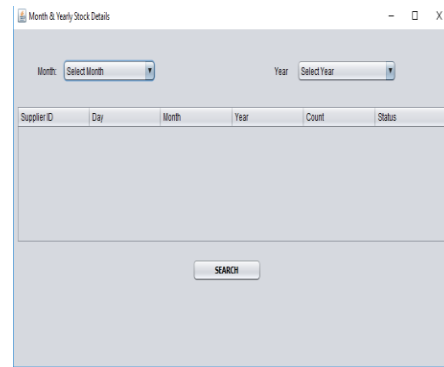 Month & Yearly Stock Details
Month: Select Month Year Select Year
Supplier ID Day Month Year Count Status
SEARCH